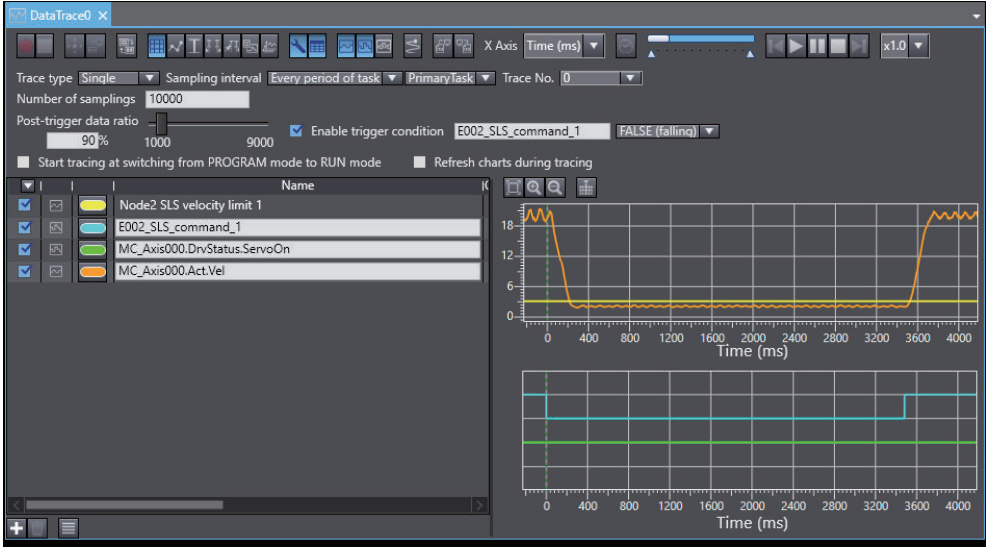 DataTrace0
X Axis Time (ms) x1.0
Trace type Single Sampling interval Every period of task PrimaryTask Trace No. 0
Number of samplings 10000
Post-trigger data ratio
90 % 1000 9000 Enable trigger condition E002_SLS_command_1 FALSE (falling)
Start tracing at switching from PROGRAM mode to RUN mode Refresh charts during tracing
Name
Node2 SLS velocity limit 1
E002_SLS_command_1
MC_Axis000.DrvStatus.ServoOn
MC_Axis000.Act.Vel
18
12
6
0
0 400 800 1200 1600 2000 2400 2800 3200 3600 4000
Time (ms)
0 400 800 1200 1600 2000 2400 2800 3200 3600 4000
Time (ms)